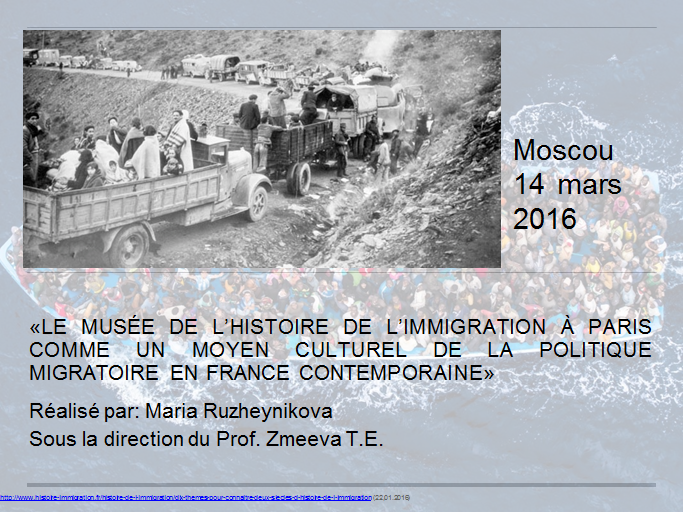 Moscou
14 mars
2016
«LE MUSÉE DE L’HISTOIRE DE L’IMMIGRATION À PARIS
COMME UN MOYEN CULTUREL DE LA POLITIQUE
MIGRATOIRE EN FRANCE CONTEMPORAINE»
Réalisé par: Maria Ruzheynikova
Sous la direction du Prof. Zmeeva T.E.
http://www.histoire-immigration.fr/histoire-de-l-immigration/dix-themes-pour-connaitre-deux-siecles-d-histoire-de-l-immigration (22.01.2016)